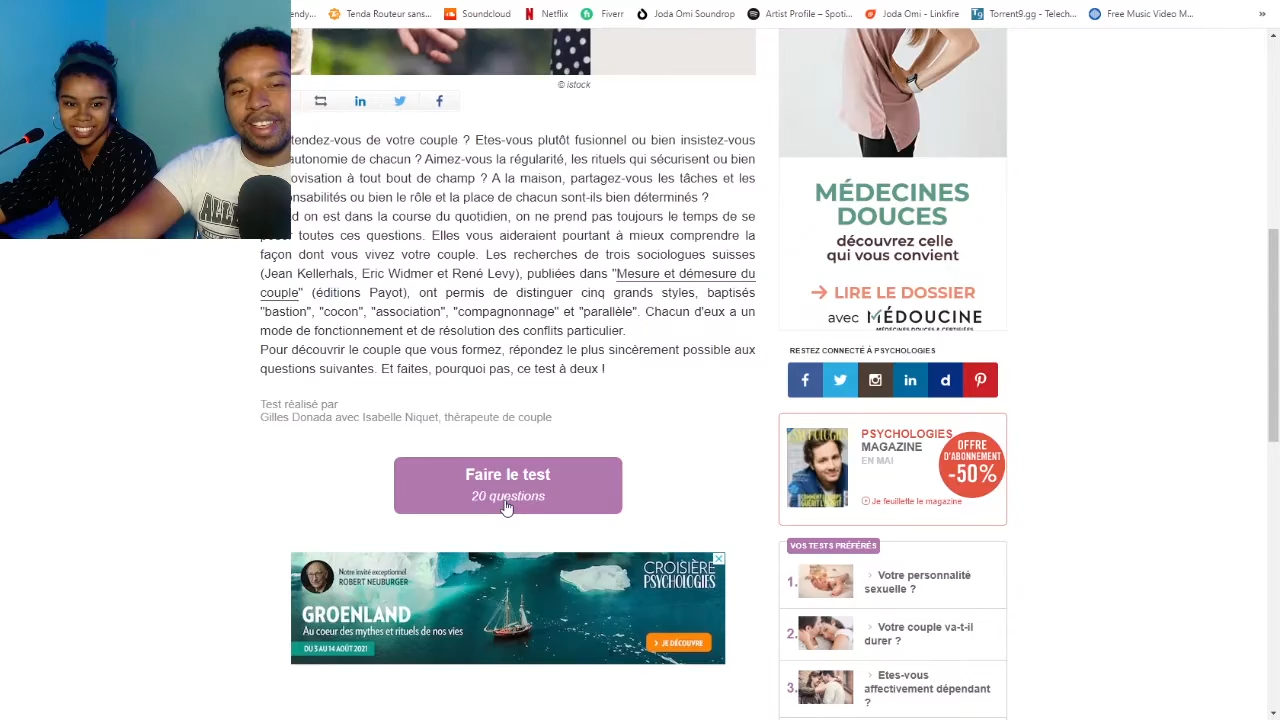 Tenda Routeur sans...
Soundcloud
Netflix
Fiverr
Joda Omi Soundrop
Artist Profile – Spoti...
Joda Omi - Linkfire
Torrent9.gg - Telech...
Free Music Video M...
»
© istock
tendez-vous de votre couple ? Etes-vous plutôt fusionnel ou bien insistez-vous
autonomie de chacun ? Aimez-vous la régularité, les rituels qui sécurisent ou bien
ovisation à tout bout de champ ? A la maison, partagez-vous les tâches et les
nsabilités ou bien le rôle et la place de chacun sont-ils bien déterminés ?
d on est dans la course du quotidien, on ne prend pas toujours le temps de se
toutes ces questions. Elles vous aideraient pourtant à mieux comprendre la
façon dont vous vivez votre couple. Les recherches de trois sociologues suisses
(Jean Kellerhals, Eric Widmer et René Levy), publiées dans "Mesure et démesure du
couple" (éditions Payot), ont permis de distinguer cinq grands styles, baptisés
"bastion", "cocon", "association", "compagnonnage" et "parallèle". Chacun d'eux a un
mode de fonctionnement et de résolution des conflits particulier.
Pour découvrir le couple que vous formez, répondez le plus sincèrement possible aux
questions suivantes. Et faites, pourquoi pas, ce test à deux !
Test réalisé par
Gilles Donada avec Isabelle Niquet, thérapeute de couple
Faire le test
20 questions
Notre invité exceptionnel
ROBERT NEUBURGER
CROISIÈRE
PSYCHOLOGIES
GROENLAND
Au coeur des mythes et rituels de nos vies
DU 3 AU 14 AOÛT 2021
> JE DÉCOUVRE
MÉDECINES
DOUCES
découvrez celle
qui vous convient
→ LIRE LE DOSSIER
avec MÉDOUCINE
MÉDECINES DOUCES & CERTIFIÉES
RESTEZ CONNECTÉ À PSYCHOLOGIES
PSYCHOLOGIES
MAGAZINE
EN MAI
OFFRE
D'ABONNEMENT
-50%
Je feuillette le magazine
VOS TESTS PRÉFÉRÉS
1. Votre personnalité
sexuelle ?
2. Votre couple va-t-il
durer ?
3. Etes-vous
affectivement dépendant
?